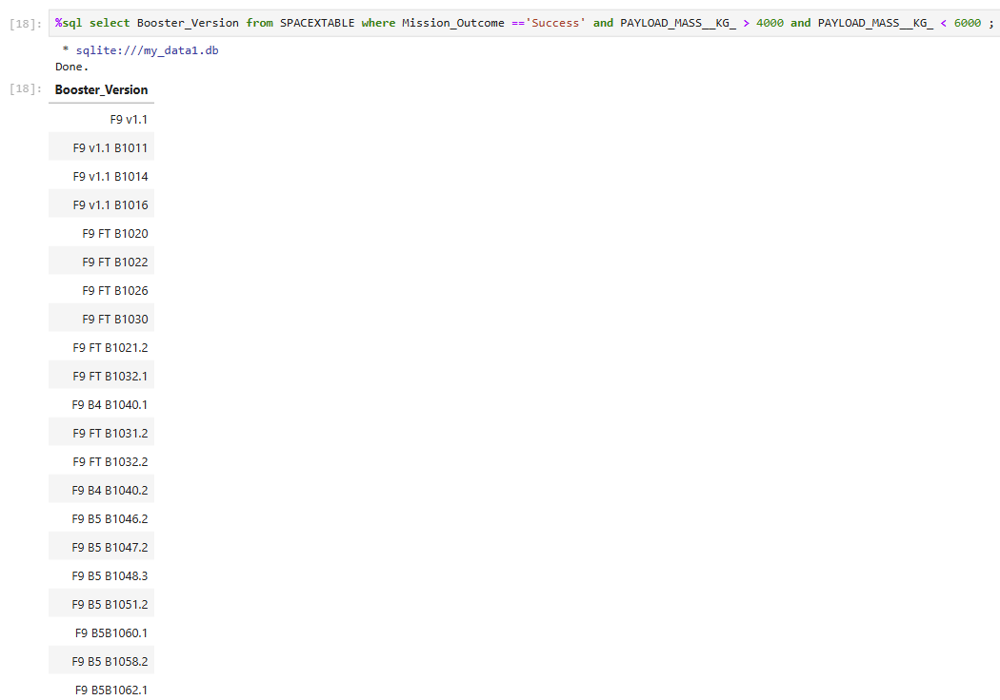 [18]: %sql select Booster_Version from SPACEXTABLE where Mission_Outcome =='Success' and PAYLOAD_MASS__KG_ > 4000 and PAYLOAD_MASS__KG_ < 6000 ;
* sqlite:///my_data1.db
Done.
[18]: Booster_Version
F9 v1.1
F9 v1.1 B1011
F9 v1.1 B1014
F9 v1.1 B1016
F9 FT B1020
F9 FT B1022
F9 FT B1026
F9 FT B1030
F9 FT B1021.2
F9 FT B1032.1
F9 B4 B1040.1
F9 FT B1031.2
F9 FT B1032.2
F9 B4 B1040.2
F9 B5 B1046.2
F9 B5 B1047.2
F9 B5 B1048.3
F9 B5 B1051.2
F9 B5B1060.1
F9 B5 B1058.2
F9 B5B1062.1